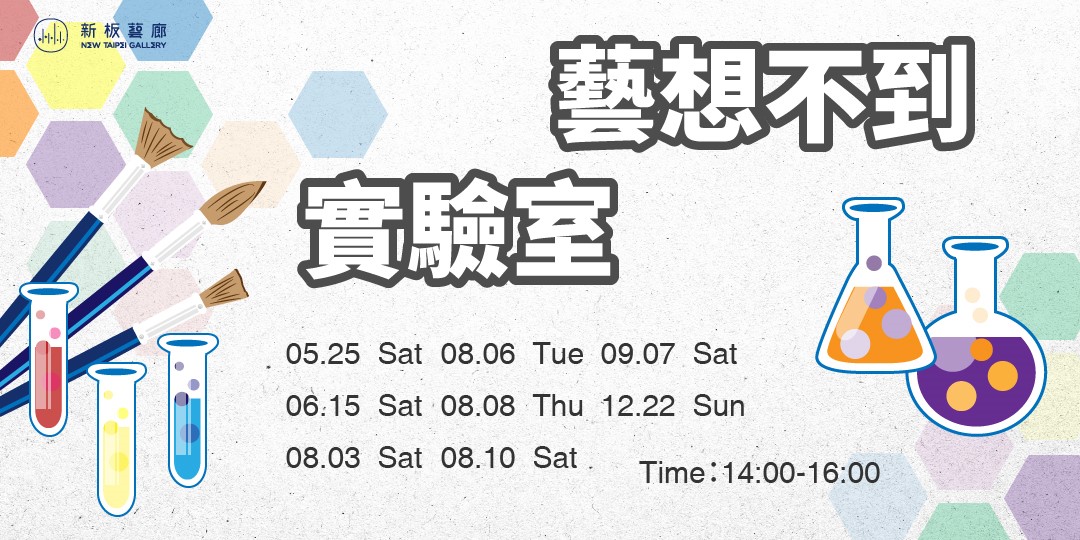 新板藝廊
NEW TAIPEI GALLERY
藝想不到
實驗室
05.25 Sat 08.06 Tue 09.07 Sat
06.15 Sat 08.08 Thu 12.22 Sun
08.03 Sat 08.10 Sat
Time:14:00-16:00